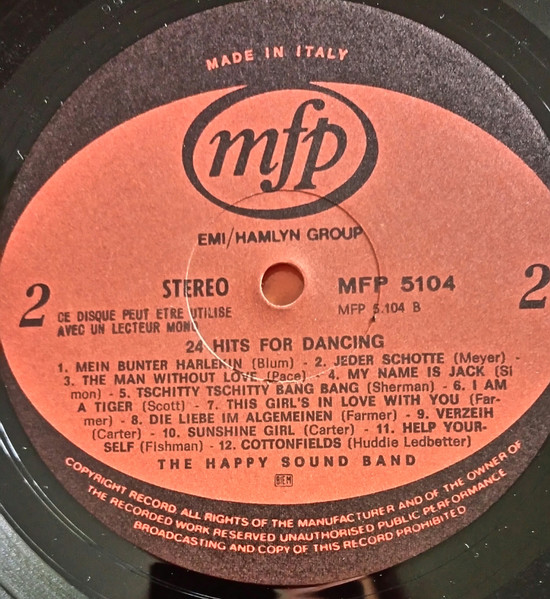 MADE IN ITALY
mfp
EMI/HAMLYN GROUP
2
STEREO
MFP 5104
2
CE DISQUE PEUT ETRE UTILISE
MFP 5.104 B
AVEC UN LECTEUR MONO
24 HITS FOR DANCING
1. MEIN BUNTER HARLEKIN (Blum) - 2. JEDER SCHOTTE (Meyer) -
3. THE MAN WITHOUT LOVE (Pace) - 4. MY NAME IS JACK (Si
mon) - 5. TSCHITTY TSCHITTY BANG BANG (Sherman) - 6. I AM
A TIGER (Scott) - 7. THIS GIRL'S IN LOVE WITH YOU (Far-
mer) - 8. DIE LIEBE IM ALGEMEINEN (Farmer) - 9. VERZEIH
(Carter) - 10. SUNSHINE GIRL (Carter) - 11. HELP YOUR-
SELF (Fishman) - 12. COTTONFIELDS (Huddie Ledbetter)
THE HAPPY SOUND BAND
BIEM
COPYRIGHT RECORD ALL RIGHTS OF THE MANUFACTURER AND OF THE OWNER OF
THE RECORDED WORK RESERVED UNAUTHORISED PUBLIC PERFORMANCE
BROADCASTING AND COPY OF THIS RECORD PROHIBITED